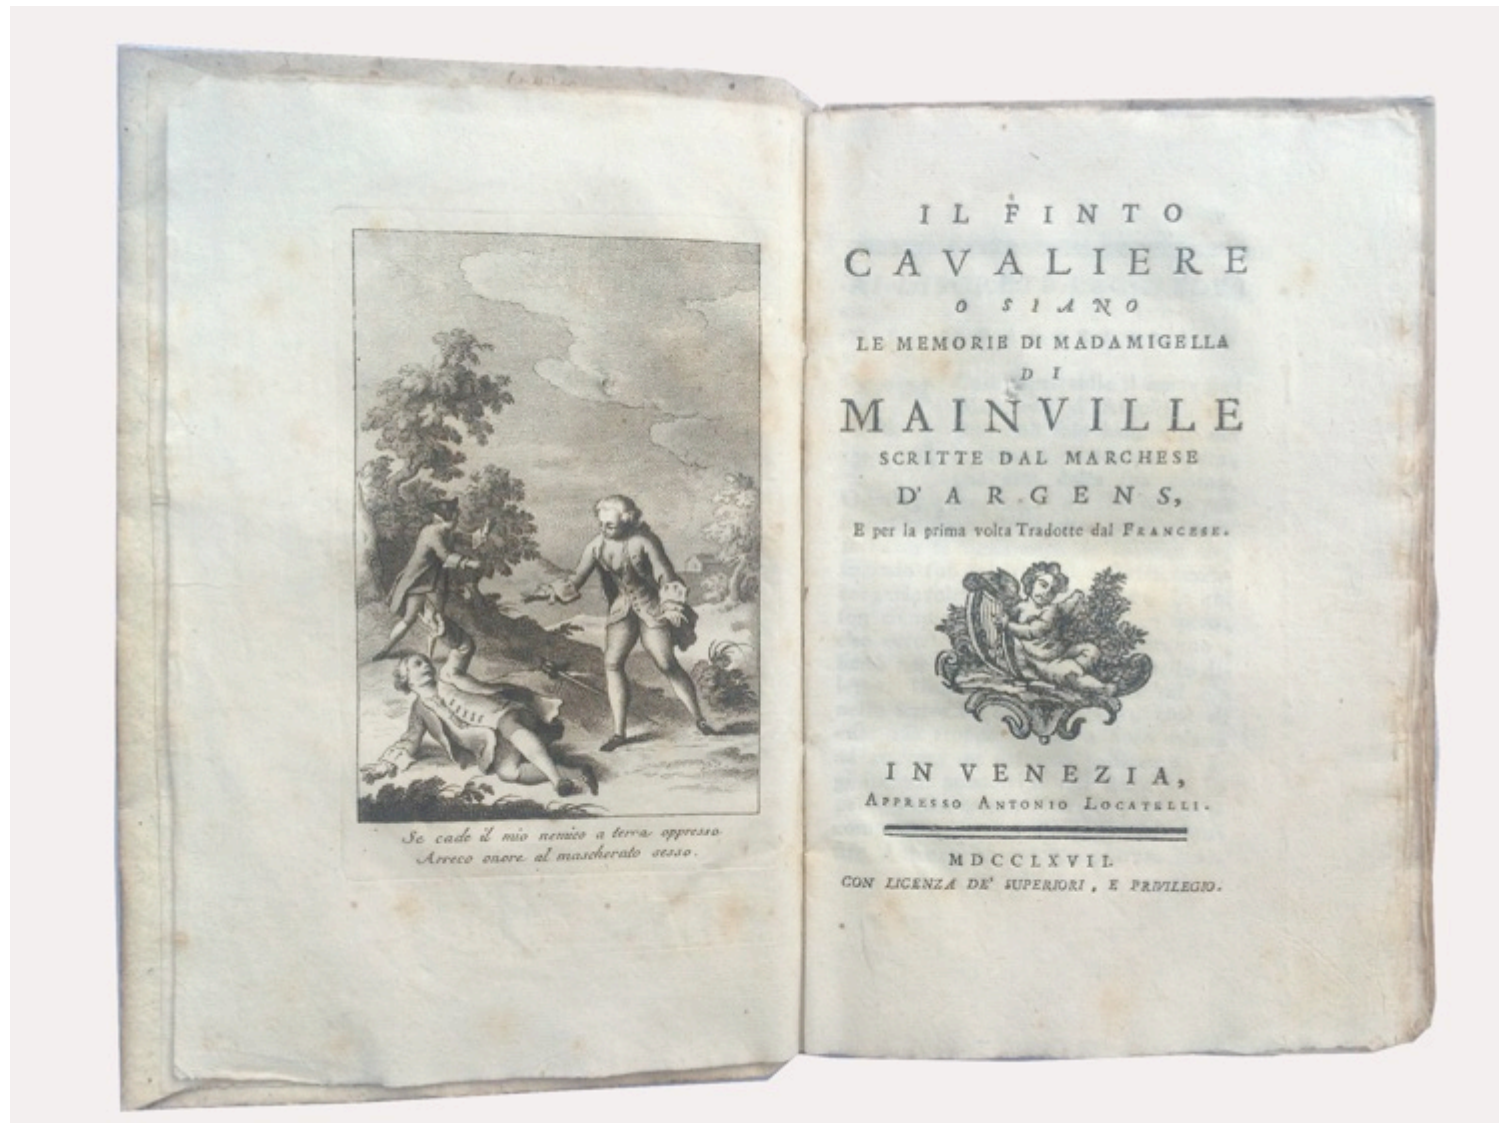 Se cade il mio nemico a terra oppresso
Arreco onore al mascherato sesso.
IL FINTO
CAVALIERE
O SIANO
LE MEMORIE DI MADAMIGELLA
DI
MAINVILLE
SCRITTE DAL MARCHESE
D'ARGENS,
E per la prima volta Tradotte dal FRANCESE.
IN VENEZIA,
APPRESSO ANTONIO LOCATELLI.
MDCCLXVII.
CON LICENZA DE' SUPERIORI, E PRIVILEGIO.